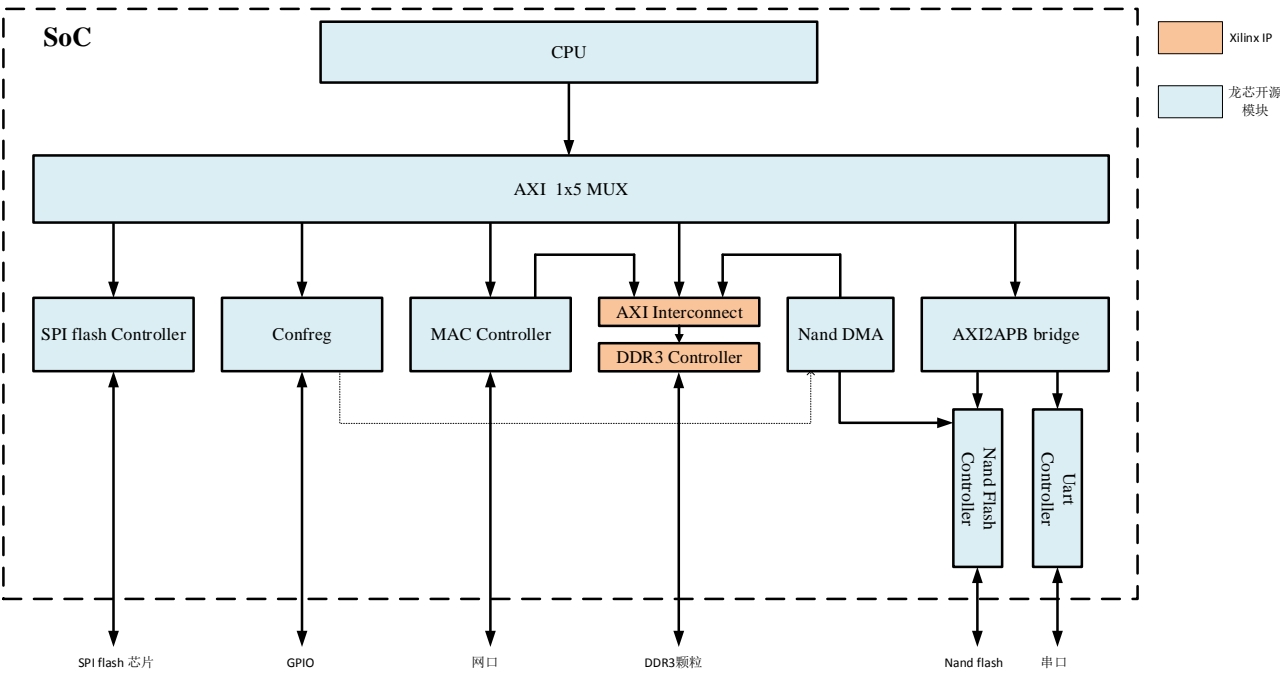 SoC
CPU
Xilinx IP
龙芯开源
模块
AXI 1x5 MUX
SPI flash Controller
Confreg
MAC Controller
AXI Interconnect
DDR3 Controller
Nand DMA
AXI2APB bridge
Nand Flash
Controller
Uart
Controller
SPI flash 芯片
GPIO
网口
DDR3颗粒
Nand flash
串口